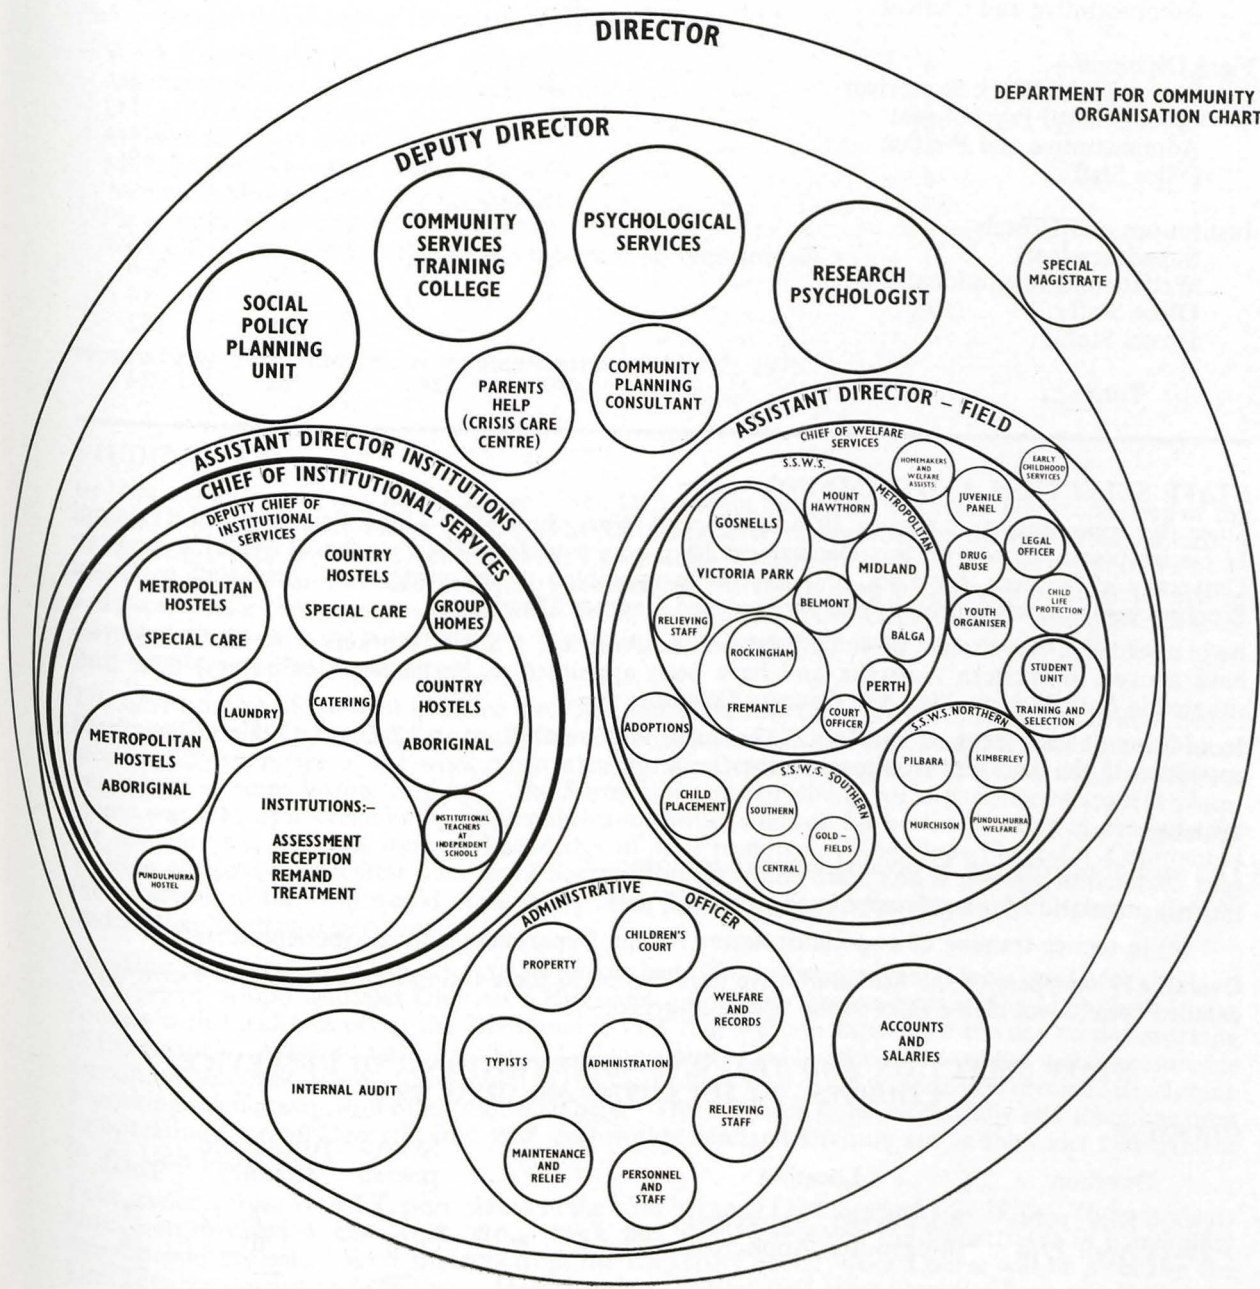 DIRECTOR
DEPARTMENT FOR COMMUNITY
ORGANISATION CHART
DEPUTY DIRECTOR
COMMUNITY
SERVICES
TRAINING
COLLEGE
PSYCHOLOGICAL
SERVICES
RESEARCH
PSYCHOLOGIST
SPECIAL
MAGISTRATE
SOCIAL
POLICY
PLANNING
UNIT
PARENTS
HELP
(CRISIS CARE
CENTRE)
COMMUNITY
PLANNING
CONSULTANT
ASSISTANT DIRECTOR INSTITUTIONS
CHIEF OF INSTITUTIONAL SERVICES
DEPUTY CHIEF OF
INSTITUTIONAL
SERVICES
METROPOLITAN
HOSTELS
SPECIAL CARE
COUNTRY
HOSTELS
SPECIAL CARE
GROUP
HOMES
LAUNDRY
CATERING
METROPOLITAN
HOSTELS
ABORIGINAL
COUNTRY
HOSTELS
ABORIGINAL
INSTITUTIONS:–
ASSESSMENT
RECEPTION
REMAND
TREATMENT
INSTITUTIONAL
TEACHERS
AT
INDEPENDENT
SCHOOLS
PUNDULMURRA
HOSTEL
ASSISTANT DIRECTOR – FIELD
CHIEF OF WELFARE
SERVICES
S.S.W.S.
METROPOLITAN
GOSNELLS
VICTORIA PARK
MOUNT
HAWTHORN
MIDLAND
BELMONT
RELIEVING
STAFF
ROCKINGHAM
FREMANTLE
BALGA
PERTH
COURT
OFFICER
HOMEMAKERS
AND
WELFARE
ASSISTS.
EARLY
CHILDHOOD
SERVICES
JUVENILE
PANEL
DRUG
ABUSE
LEGAL
OFFICER
YOUTH
ORGANISER
CHILD
LIFE
PROTECTION
STUDENT
UNIT
TRAINING AND
SELECTION
ADOPTIONS
CHILD
PLACEMENT
S.S.W.S. SOUTHERN
SOUTHERN
GOLD –
FIELDS
CENTRAL
S.S.W.S. NORTHERN
PILBARA
KIMBERLEY
MURCHISON
PUNDULMURRA
WELFARE
ADMINISTRATIVE OFFICER
PROPERTY
CHILDREN'S
COURT
WELFARE
AND
RECORDS
TYPISTS
ADMINISTRATION
RELIEVING
STAFF
MAINTENANCE
AND
RELIEF
PERSONNEL
AND
STAFF
INTERNAL AUDIT
ACCOUNTS
AND
SALARIES